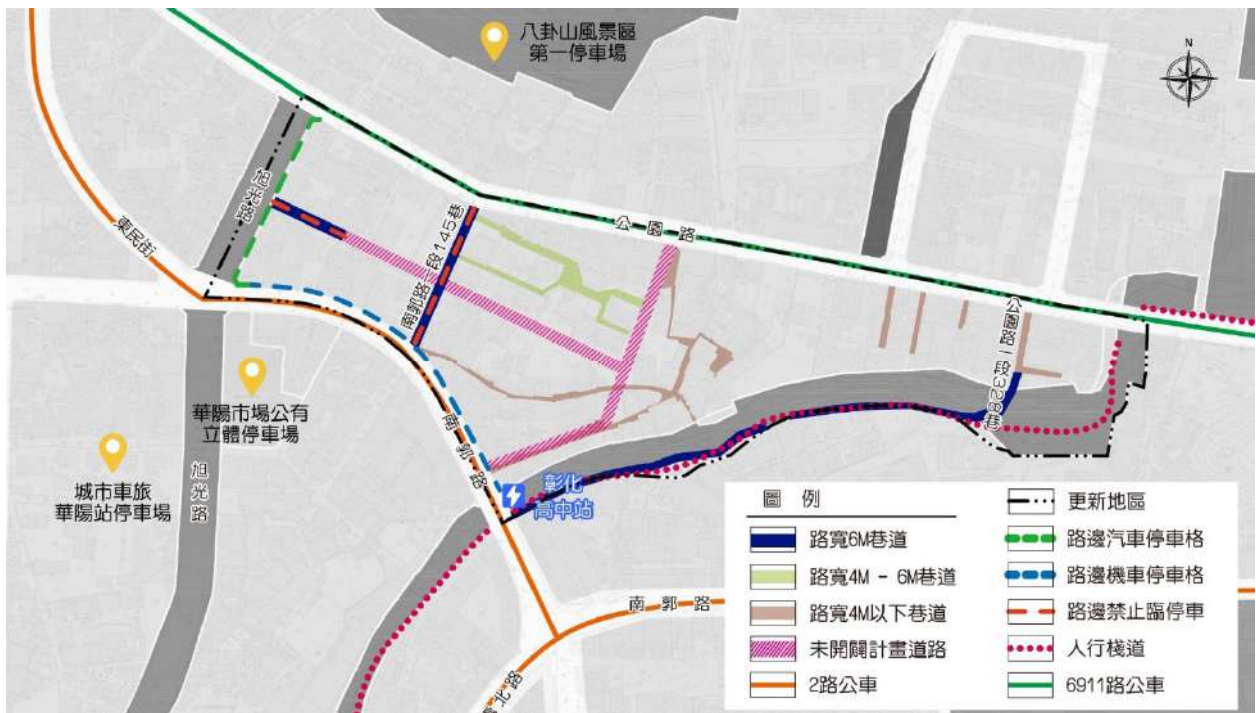 八卦山風景區
第一停車場
N
旭光路
東民街
南郭路一段145巷
公園路
公園路一段328巷
華陽市場公有
立體停車場
城市車旅
華陽站停車場
旭光路
南郭路
彰化
高中站
南郭路
北路
圖 例
路寬6M巷道
路寬4M - 6M巷道
路寬4M以下巷道
未開闢計畫道路
2路公車
更新地區
路邊汽車停車格
路邊機車停車格
路邊禁止臨停車
人行棧道
6911路公車